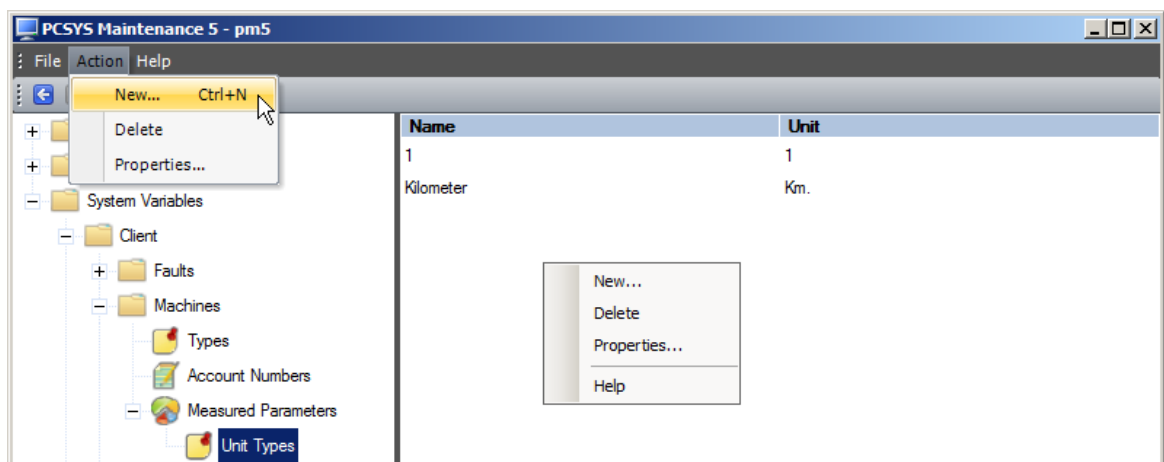 PCSYS Maintenance 5 - pm5
File Action Help
New... Ctrl+N
Delete
Properties...
System Variables
Client
Faults
Machines
Types
Account Numbers
Measured Parameters
Unit Types
Name Unit
1 1
Kilometer Km.
New...
Delete
Properties...
Help